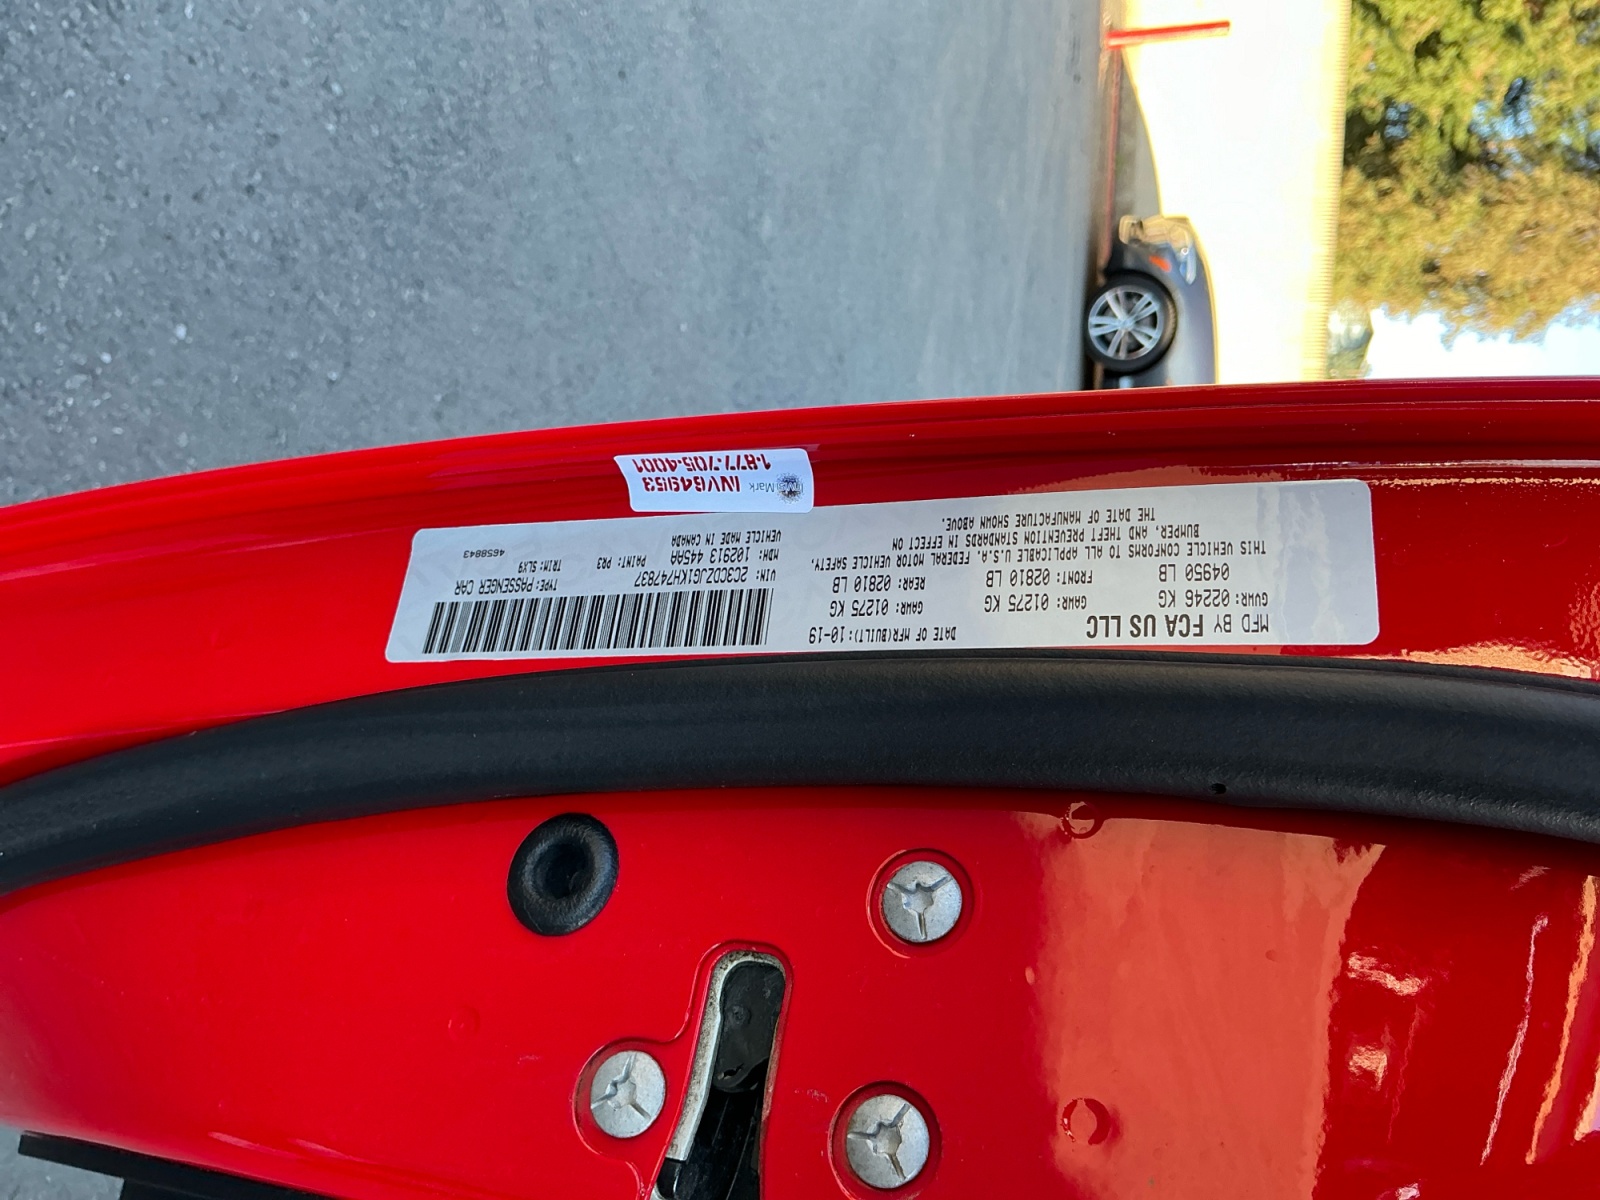 MFD BY FCA US LLC
DATE OF MFR(BUILT): 10-19
GVWR: 02246 KG
04950 LB
GAWR: 01275 KG
FRONT: 02810 LB
GAWR: 01275 KG
REAR: 02810 LB
THIS VEHICLE CONFORMS TO ALL APPLICABLE U.S.A. FEDERAL MOTOR VEHICLE SAFETY,
BUMPER, AND THEFT PREVENTION STANDARDS IN EFFECT ON
THE DATE OF MANUFACTURE SHOWN ABOVE.
VIN: 2C3CDZJG1KH747837
TYPE: PASSENGER CAR
MDH: 102913 445AA
PAINT: PR3
TRIM: SLX9
VEHICLE MADE IN CANADA
4658843
Mark
1-877-705-4001